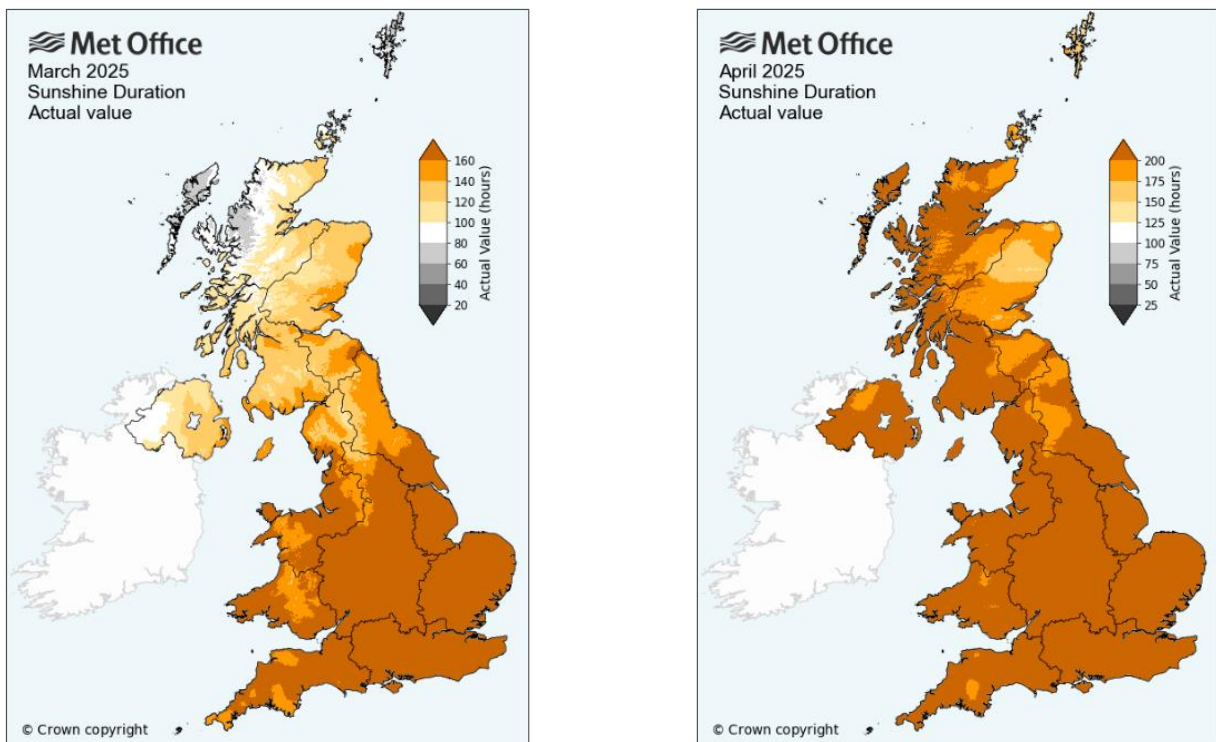 Met Office
March 2025
Sunshine Duration
Actual value
160
140
120
100
80
60
40
20
Actual Value (hours)
© Crown copyright
Met Office
April 2025
Sunshine Duration
Actual value
200
175
150
125
100
75
50
25
Actual Value (hours)
© Crown copyright